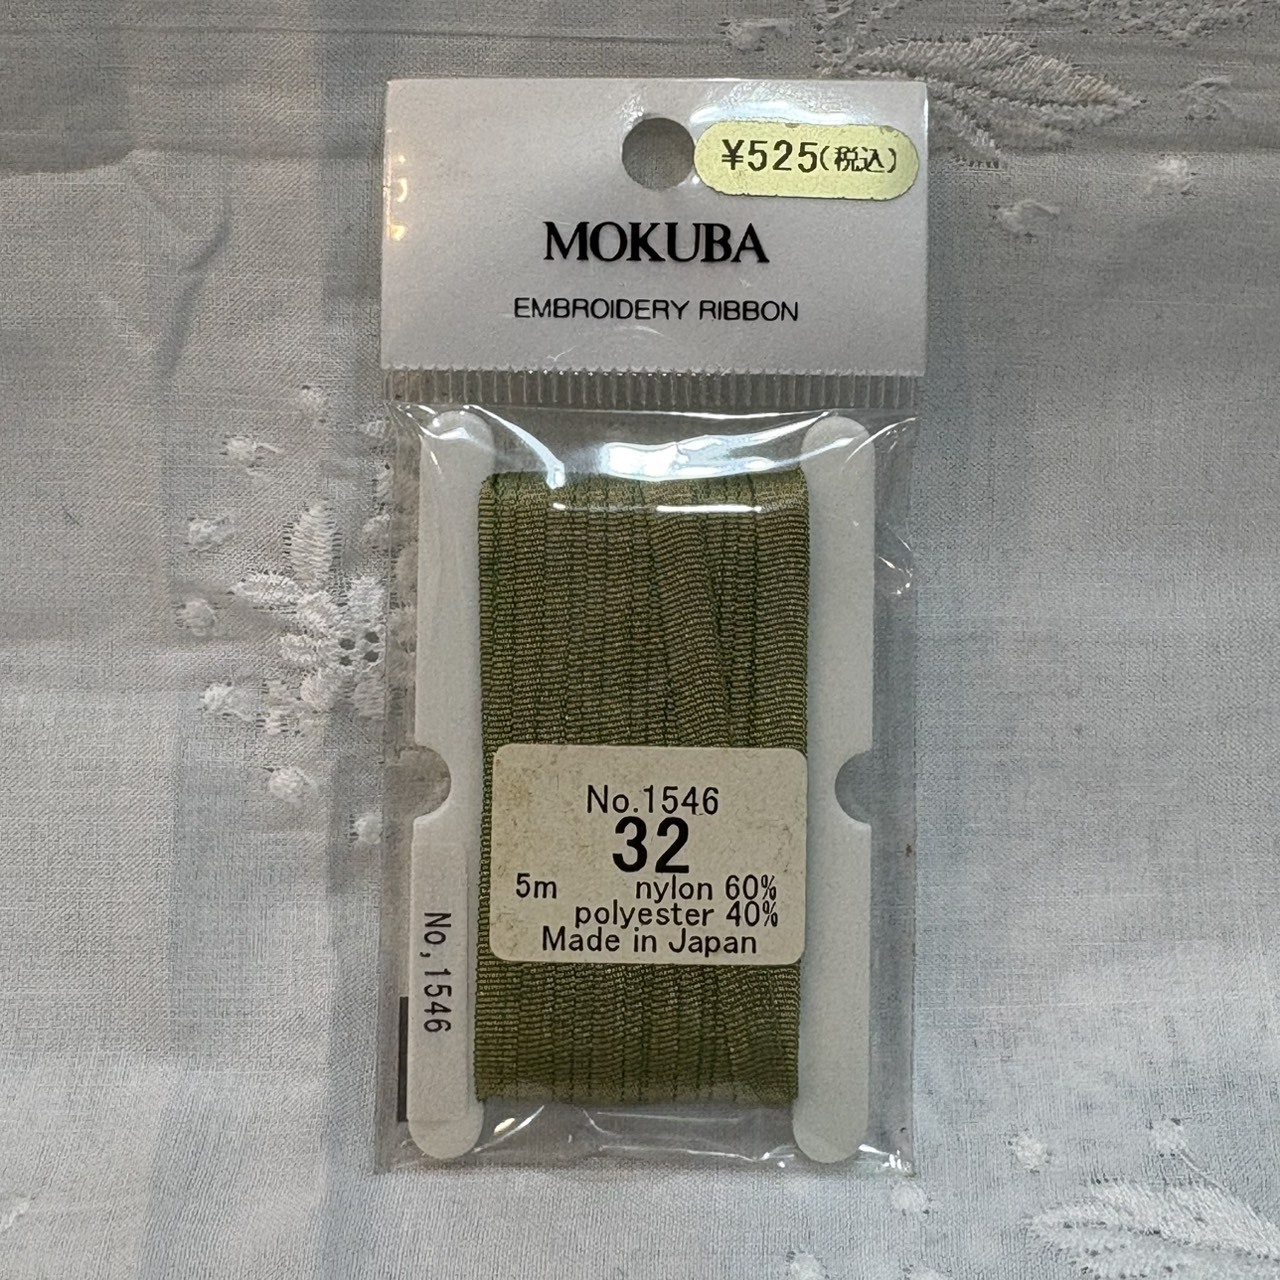 ¥525(税込)
MOKUBA
EMBROIDERY RIBBON
No.1546
32
5m nylon 60%
polyester 40%
Made in Japan
No,1546